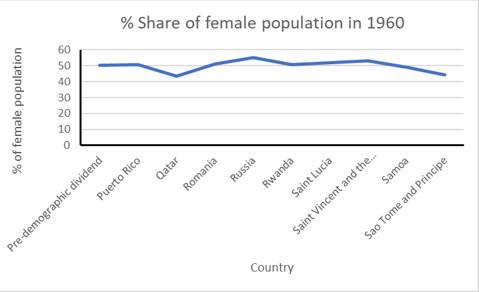 % Share of female population in 1960
% of female population
60
50
40
30
20
10
0
Pre-demographic dividend
Puerto Rico
Qatar
Romania
Russia
Rwanda
Saint Lucia
Saint Vincent and the...
Samoa
Sao Tome and Principe
Country